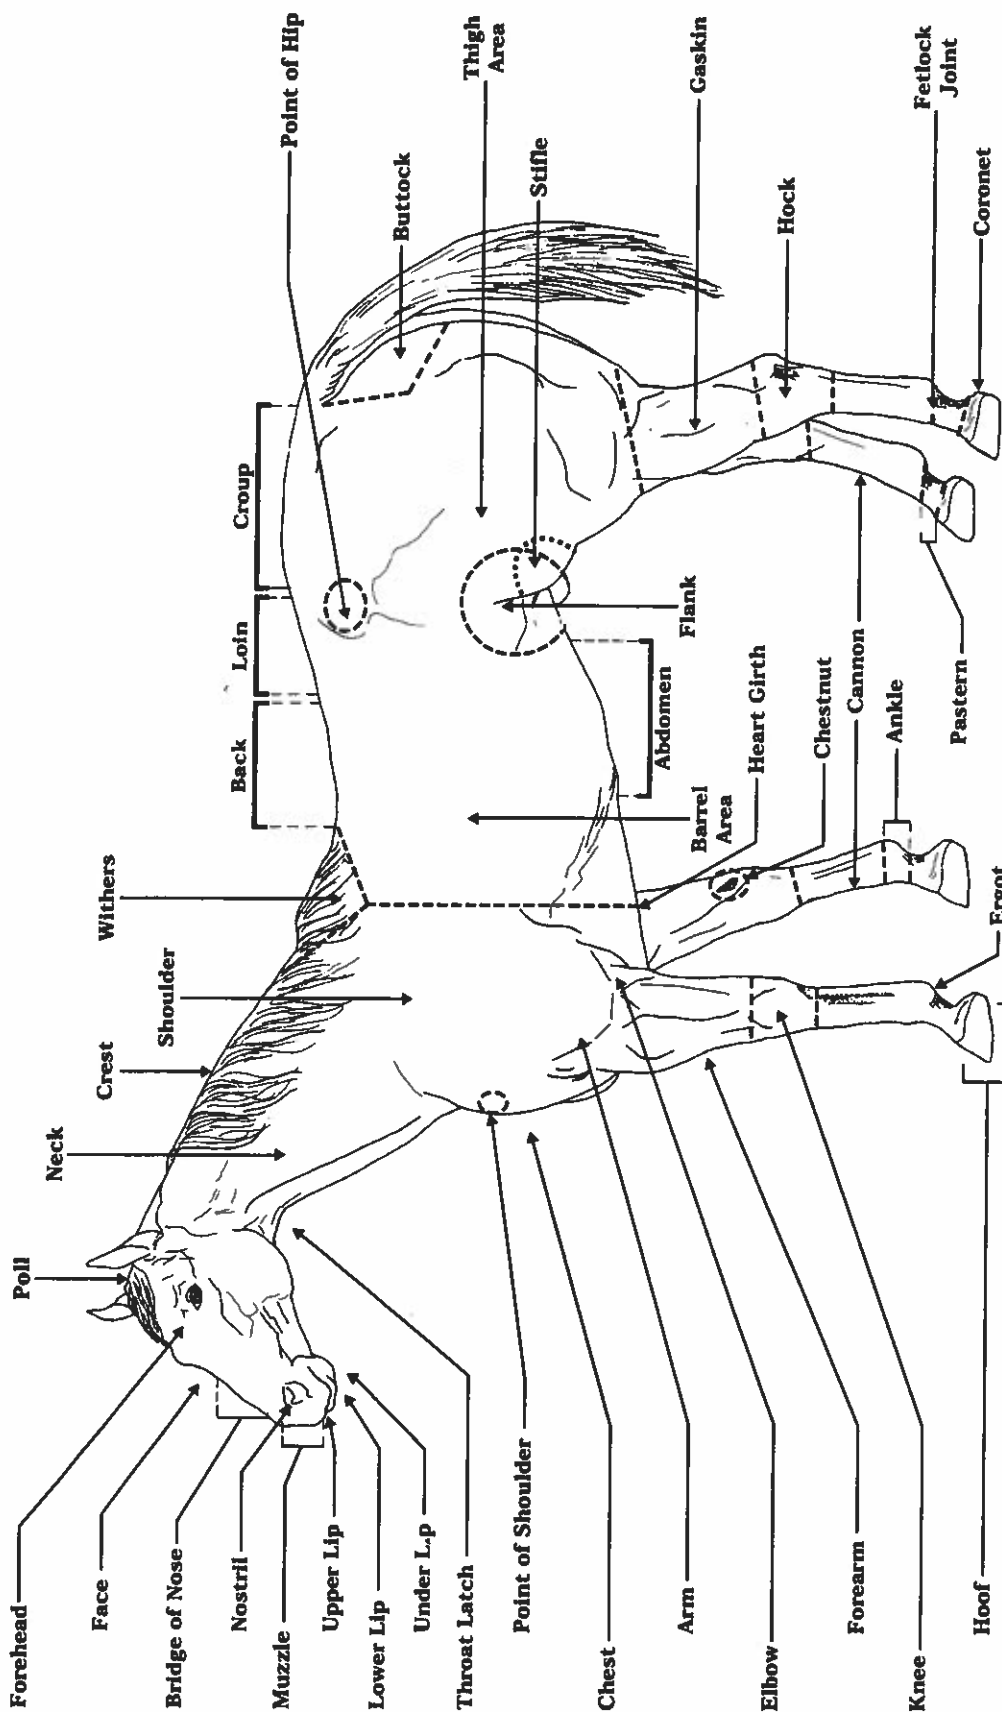 Forehead
Face
Bridge of Nose
Nostril
Muzzle
Upper Lip
Lower Lip
Under L.p
Throat Latch
Point of Shoulder
Chest
Arm
Elbow
Forearm
Knee
Hoof
Poll
Neck
Crest
Shoulder
Withers
Back
Loin
Croup
Point of Hip
Buttock
Thigh
Area
Stifle
Gaskin
Hock
Fetlock
Joint
Coronet
Flank
Abdomen
Barrel
Area
Heart Girth
Chestnut
Cannon
Ankle
Pastern
Ergot